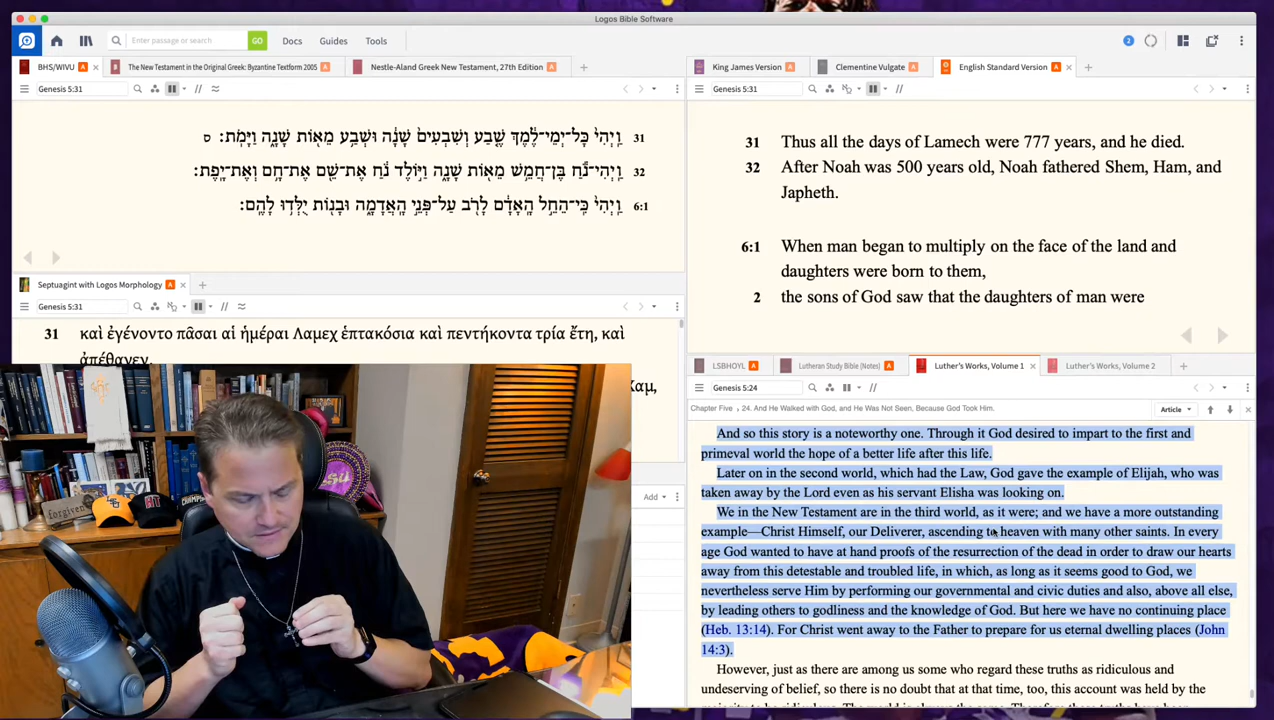 Logos Bible Software
Enter passage or search
GO
Docs
Guides
Tools
2
BHS/WIVU A
The New Testament in the Original Greek: Byzantine Textform 2005 A
Nestle-Aland Greek New Testament, 27th Edition A
Genesis 5:31
31 וַֽיְהִי֙ כָּל־יְמֵי־לֶ֔מֶךְ שֶׁ֤בַע וְשִׁבְעִים֙ שָׁנָ֔ה וּשְׁבַ֥ע מֵא֖וֹת שָׁנָ֑ה וַיָּמֹֽת׃ ס
32 וַֽיְהִי־נֹ֕חַ בֶּן־חֲמֵ֥שׁ מֵא֖וֹת שָׁנָ֑ה וַיּ֣וֹלֶד נֹ֔חַ אֶת־שֵׁ֖ם אֶת־חָ֥ם וְאֶת־יָֽפֶת׃
6:1 וַֽיְהִי֙ כִּֽי־הֵחֵ֣ל הָֽאָדָ֔ם לָרֹ֖ב עַל־פְּנֵ֣י הָֽאֲדָמָ֑ה וּבָנ֖וֹת יֻלְּד֥וּ לָהֶֽם׃
Septuagint with Logos Morphology A
Genesis 5:31
31 καὶ ἐγένοντο πᾶσαι αἱ ἡμέραι Λαμεχ ἑπτακόσια καὶ πεντήκοντα τρία ἔτη, καὶ
ἀπέθανεν.
Χαμ,
Add
King James Version A
Clementine Vulgate A
English Standard Version A
Genesis 5:31
31 Thus all the days of Lamech were 777 years, and he died.
32 After Noah was 500 years old, Noah fathered Shem, Ham, and
Japheth.
6:1 When man began to multiply on the face of the land and
daughters were born to them,
2 the sons of God saw that the daughters of man were
LSBHOYL A
Lutheran Study Bible (Notes) A
Luther's Works, Volume 1
Luther's Works, Volume 2
Genesis 5:24
Chapter Five , 24. And He Walked with God, and He Was Not Seen, Because God Took Him.
Article
And so this story is a noteworthy one. Through it God desired to impart to the first and
primeval world the hope of a better life after this life.
Later on in the second world, which had the Law, God gave the example of Elijah, who was
taken away by the Lord even as his servant Elisha was looking on.
We in the New Testament are in the third world, as it were; and we have a more outstanding
example—Christ Himself, our Deliverer, ascending to heaven with many other saints. In every
age God wanted to have at hand proofs of the resurrection of the dead in order to draw our hearts
away from this detestable and troubled life, in which, as long as it seems good to God, we
nevertheless serve Him by performing our governmental and civic duties and also, above all else,
by leading others to godliness and the knowledge of God. But here we have no continuing place
(Heb. 13:14). For Christ went away to the Father to prepare for us eternal dwelling places (John
14:3).
However, just as there are among us some who regard these truths as ridiculous and
undeserving of belief, so there is no doubt that at that time, too, this account was held by the